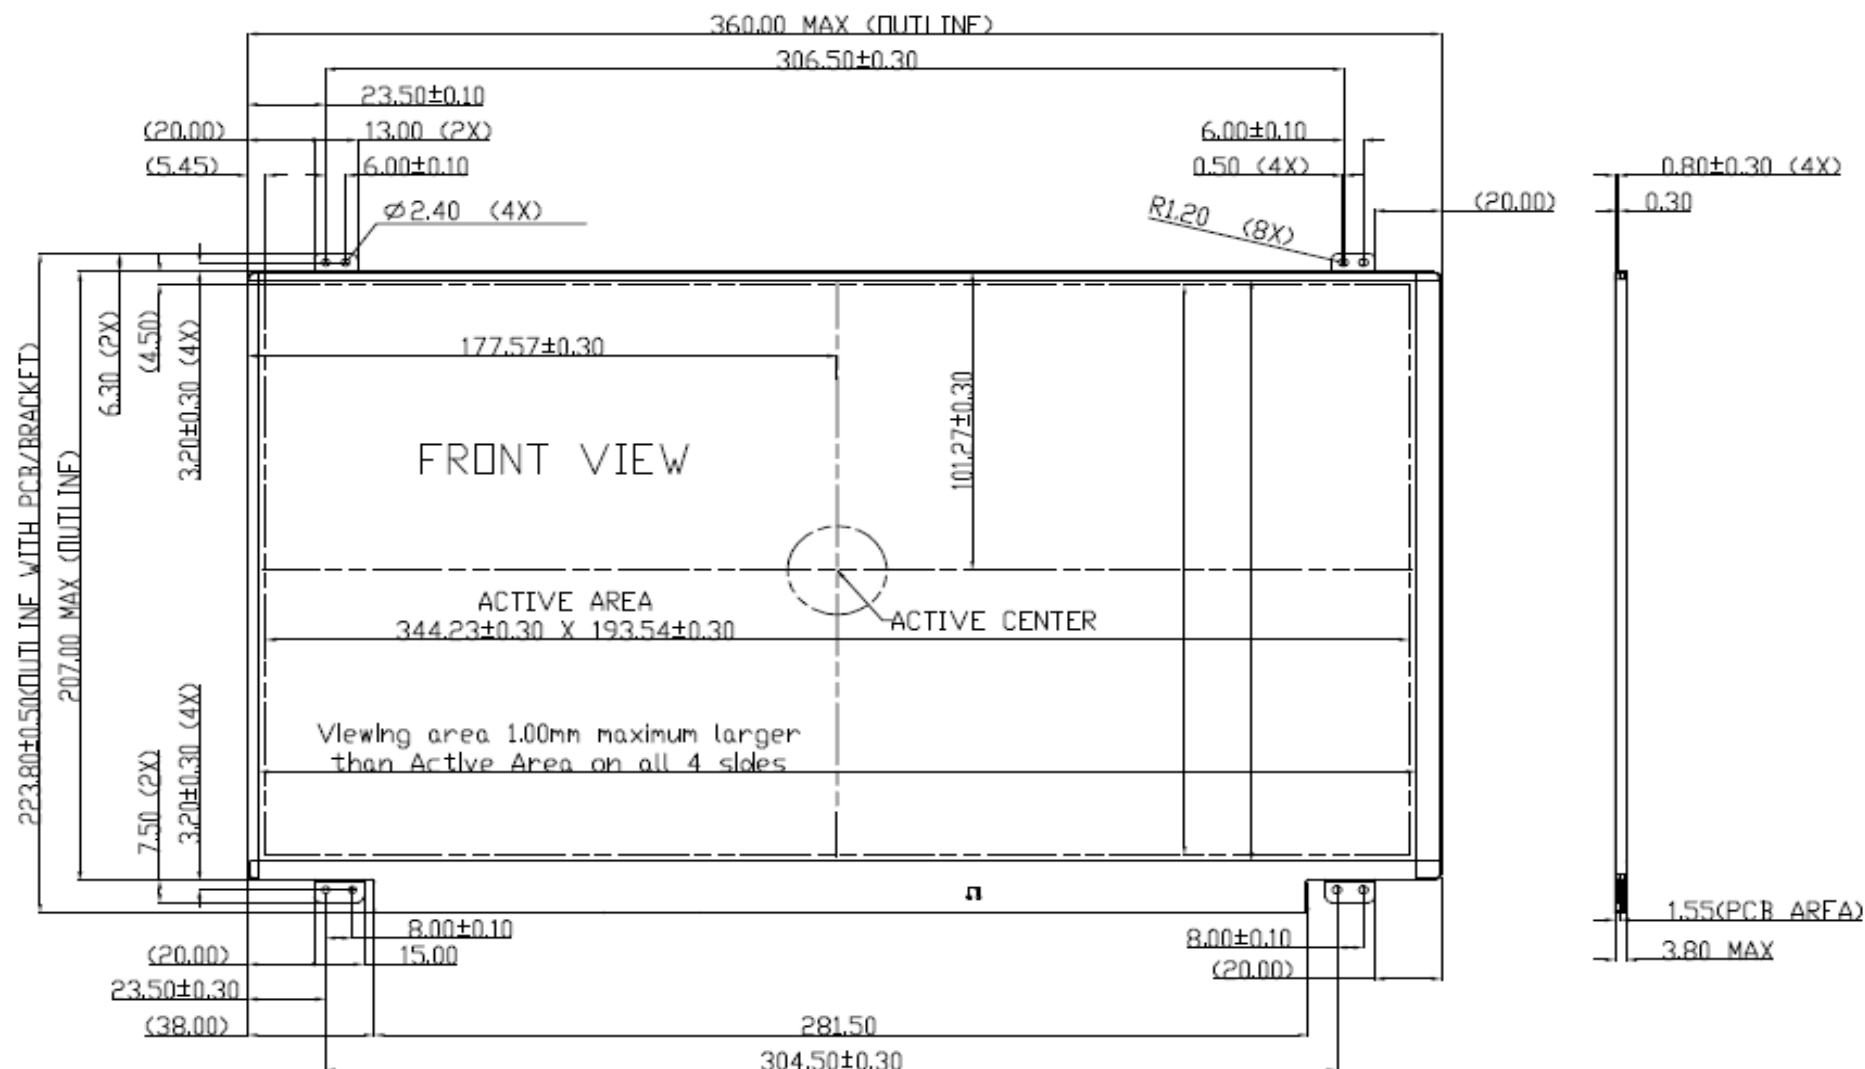 360.00 MAX (OUTLINE)
306.50±0.30
23.50±0.10
(20.00)
13.00 (2X)
6.00±0.10
(5.45)
6.00±0.10
0.50 (4X)
0.80±0.30 (4X)
Ø2.40 (4X)
R1.20 (8X)
(20.00)
0.30
223.80±0.50(OUTLINE WITH PCB/BRACKET)
207.00 MAX (OUTLINE)
6.30 (2X)
(4.50)
3.20±0.30 (4X)
177.57±0.30
101.27±0.30
FRONT VIEW
ACTIVE AREA
344.23±0.30 X 193.54±0.30
ACTIVE CENTER
Viewing area 1.00mm maximum larger
than Active Area on all 4 sides
7.50 (2X)
3.20±0.30 (4X)
8.00±0.10
(20.00)
15.00
8.00±0.10
(20.00)
1.55(PCB AREA)
3.80 MAX
23.50±0.30
(38.00)
281.50
304.50±0.30